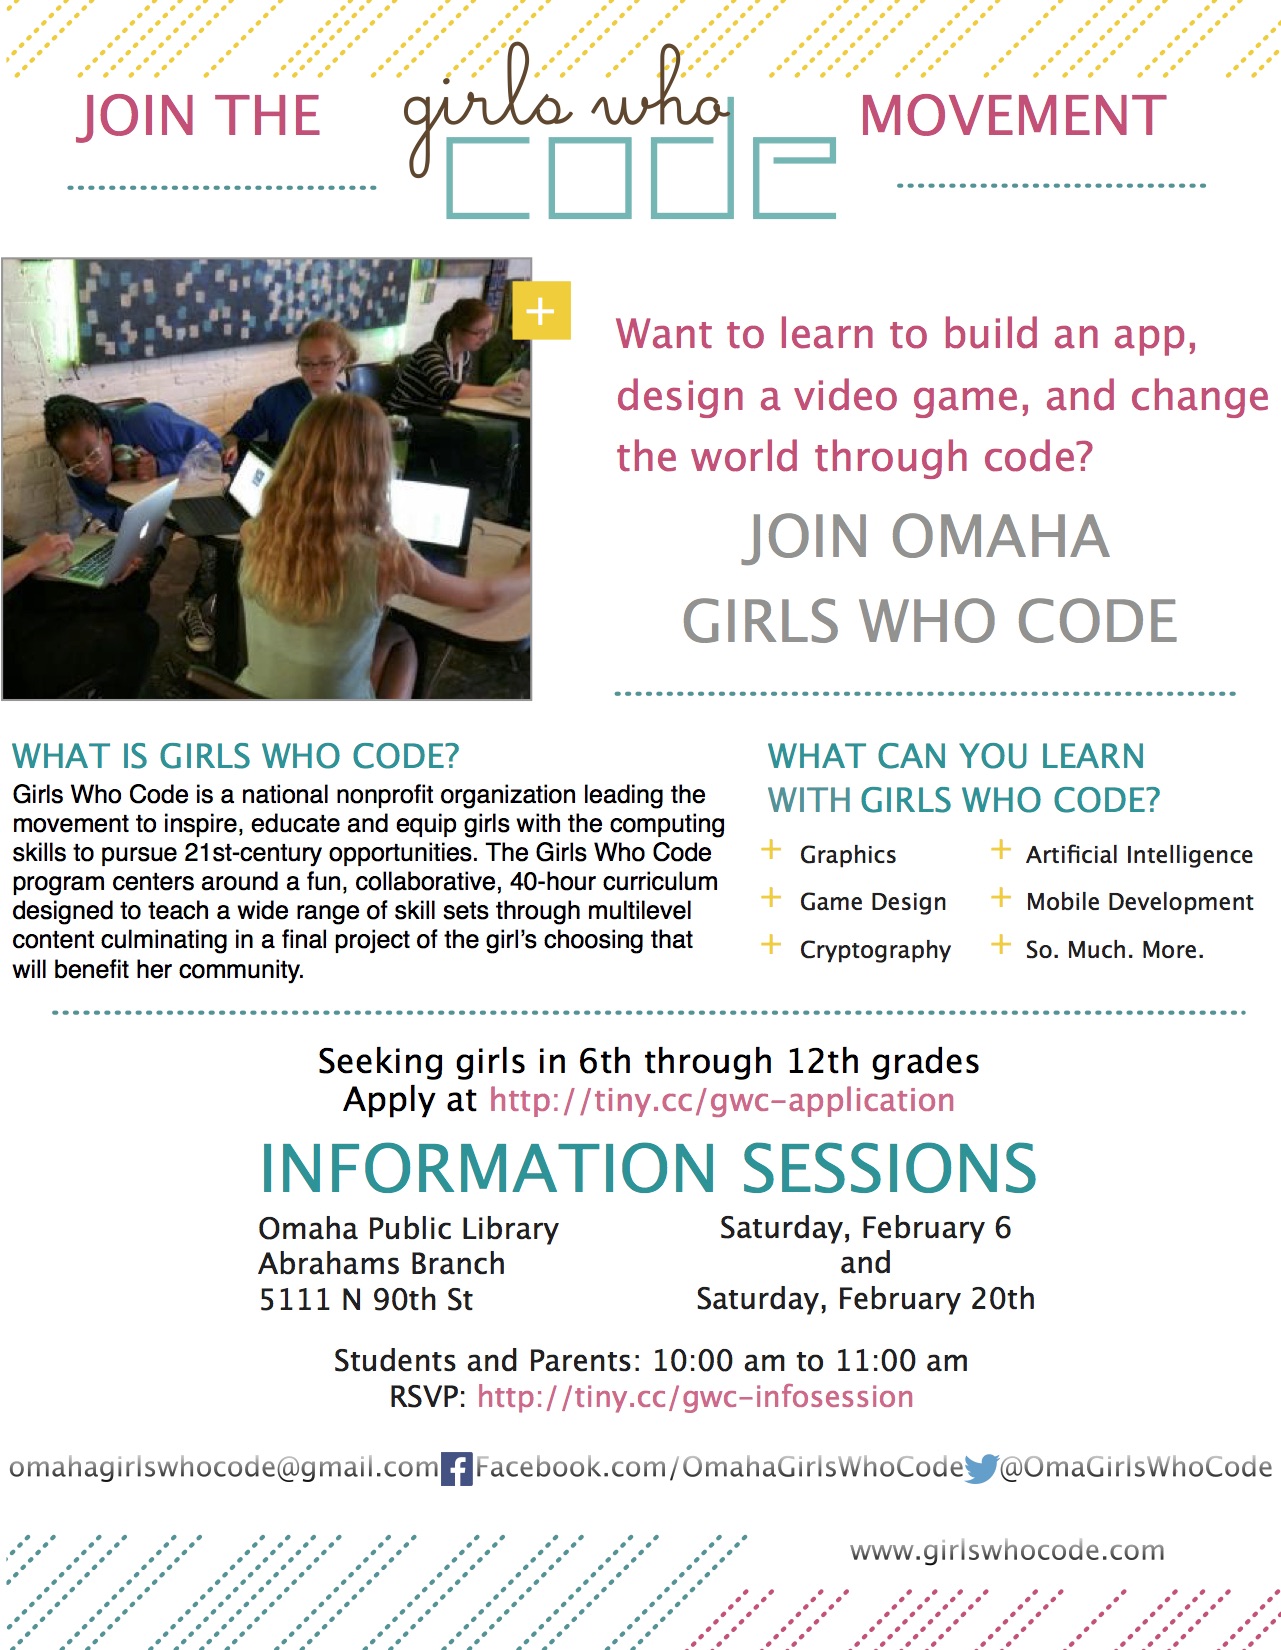 JOIN THE
girls who
code
MOVEMENT
Want to learn to build an app,
design a video game, and change
the world through code?
JOIN OMAHA
GIRLS WHO CODE
WHAT IS GIRLS WHO CODE?
Girls Who Code is a national nonprofit organization leading the
movement to inspire, educate and equip girls with the computing
skills to pursue 21st-century opportunities. The Girls Who Code
program centers around a fun, collaborative, 40-hour curriculum
designed to teach a wide range of skill sets through multilevel
content culminating in a final project of the girl's choosing that
will benefit her community.
WHAT CAN YOU LEARN
WITH GIRLS WHO CODE?
+ Graphics
+ Game Design
+ Cryptography
+ Artificial Intelligence
+ Mobile Development
+ So. Much. More.
Seeking girls in 6th through 12th grades
Apply at http://tiny.cc/gwc-application
INFORMATION SESSIONS
Omaha Public Library
Abrahams Branch
5111 N 90th St
Saturday, February 6
and
Saturday, February 20th
Students and Parents: 10:00 am to 11:00 am
RSVP: http://tiny.cc/gwc-infosession
omahagirlswhocode@gmail.com Facebook.com/OmahaGirlsWhoCode @OmaGirlsWhoCode
www.girlswhocode.com